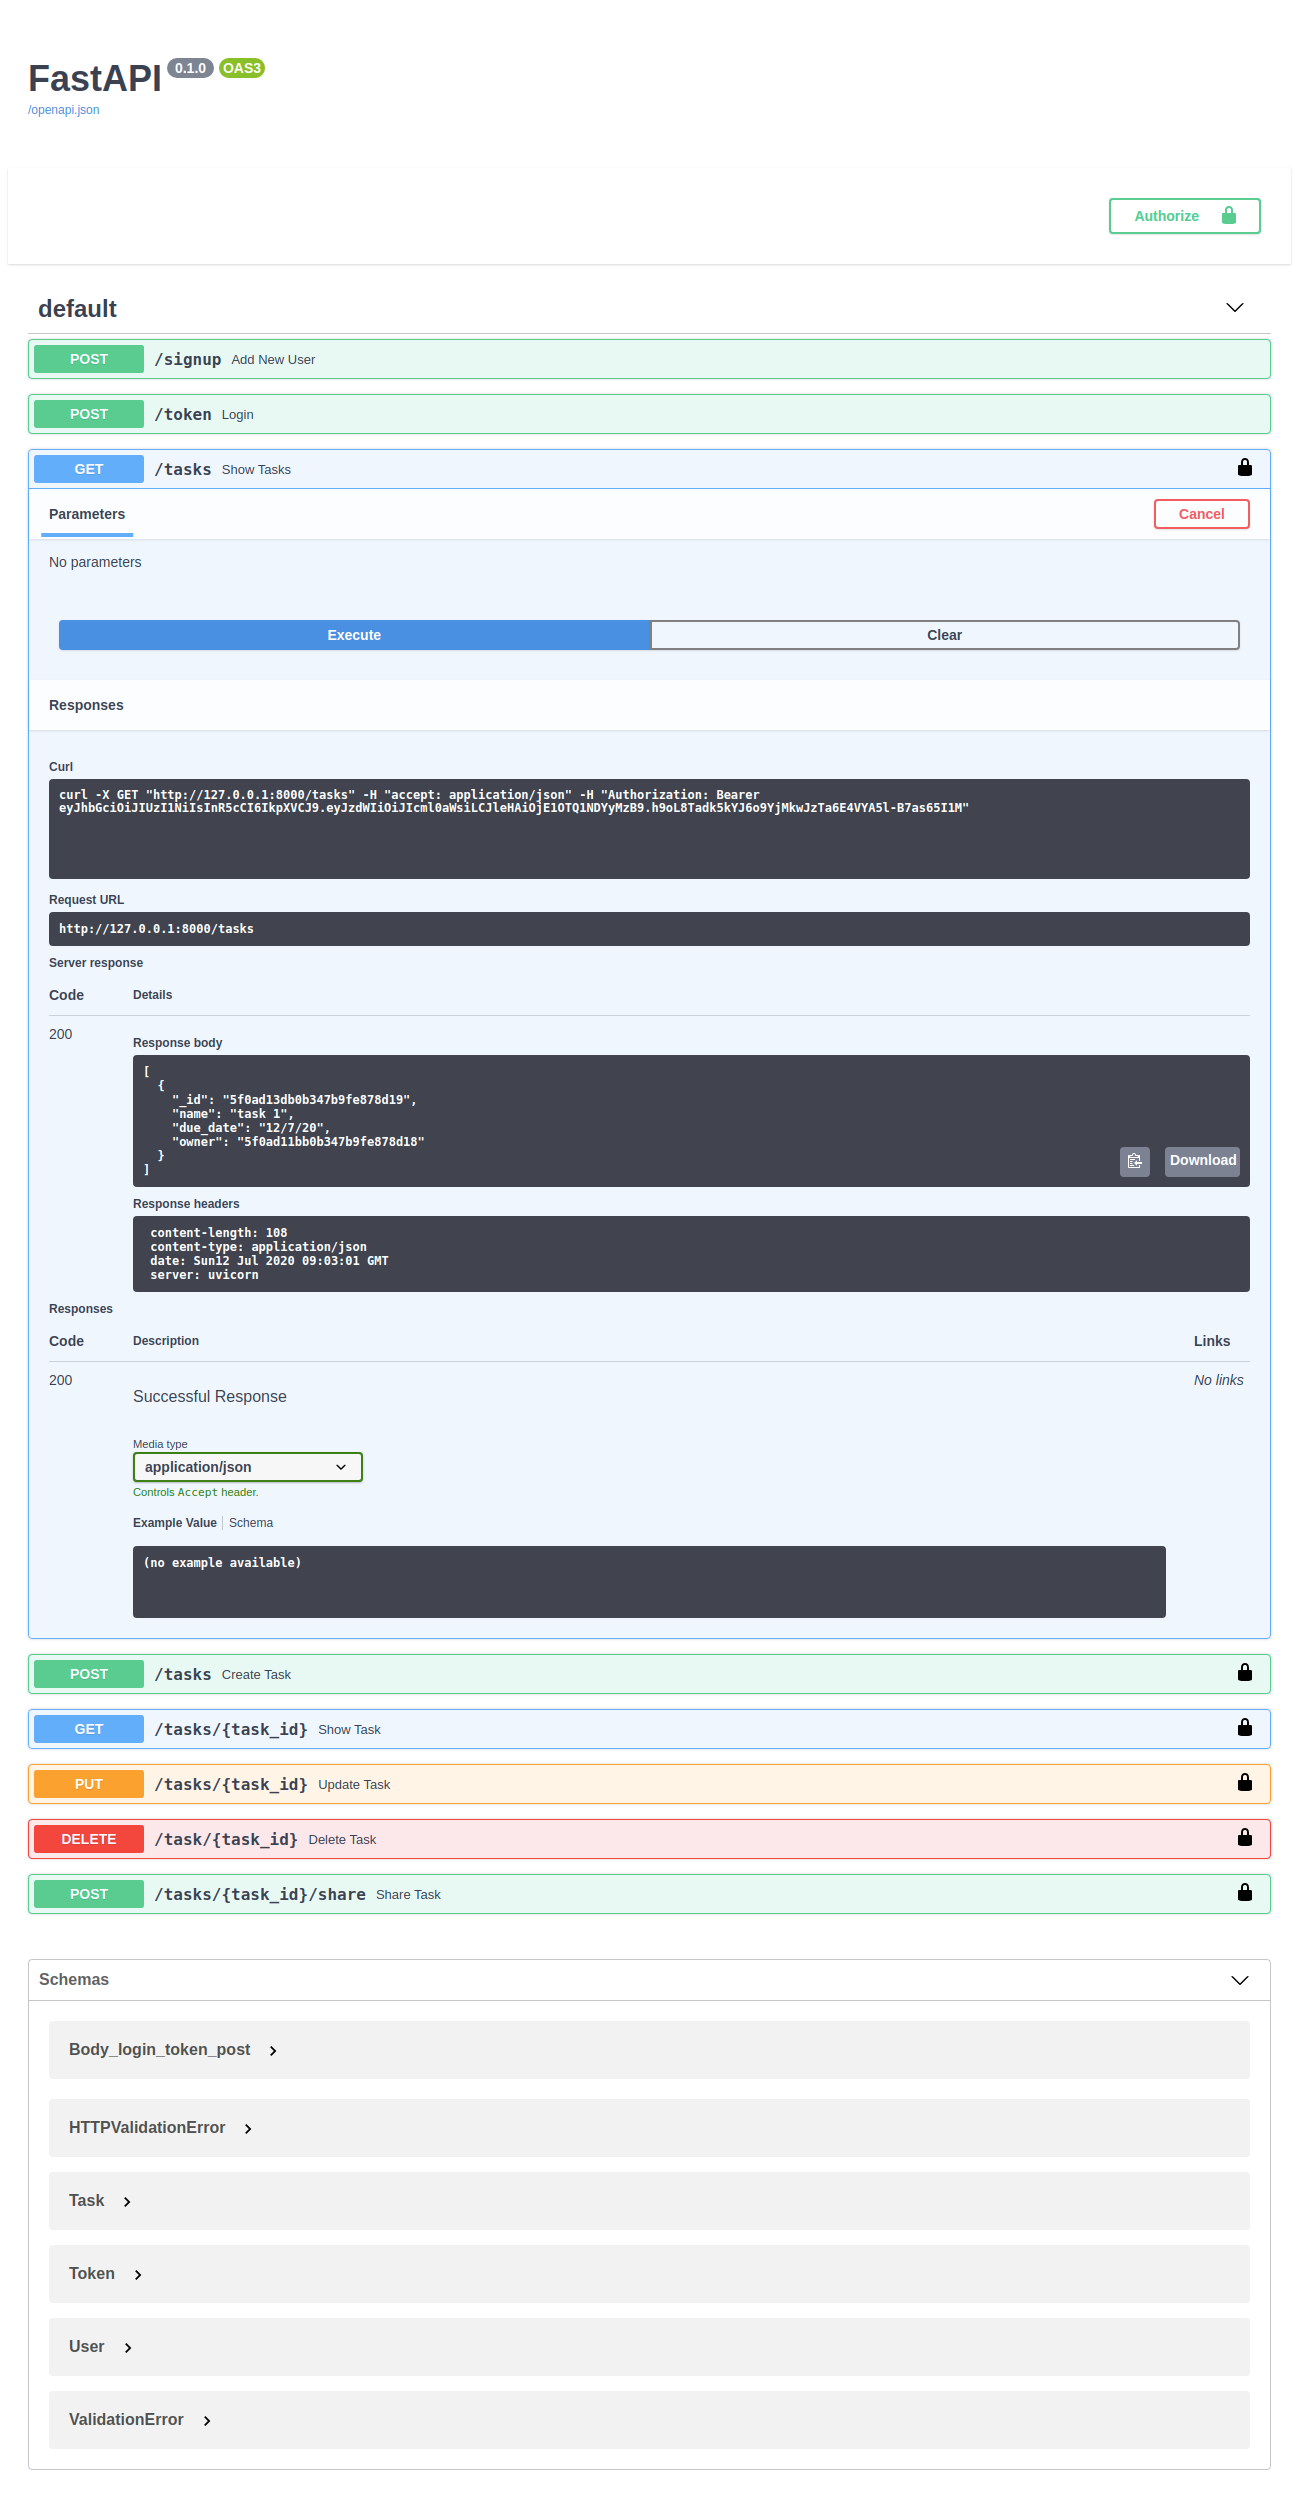 FastAPI 0.1.0 OAS3
/openapi.json
Authorize
default
POST /signup Add New User
POST /token Login
GET /tasks Show Tasks
Parameters Cancel
No parameters
Execute Clear
Responses
Curl
curl -X GET "http://127.0.0.1:8000/tasks" -H "accept: application/json" -H "Authorization: Bearer
eyJhbGciOiJIUzI1NiIsInR5cCI6IkpXVCJ9.eyJzdWIiOiJIcml0aWsiLCJleHAiOjE1OTQ1NDYyMzB9.h9oL8Tadk5kYJ6o9YjMkwJzTa6E4VYA5l-B7as65I1M"
Request URL
http://127.0.0.1:8000/tasks
Server response
Code Details
200
Response body
[
{
"_id": "5f0ad13db0b347b9fe878d19",
"name": "task 1",
"due_date": "12/7/20",
"owner": "5f0ad11bb0b347b9fe878d18"
}
]
Download
Response headers
content-length: 108
content-type: application/json
date: Sun12 Jul 2020 09:03:01 GMT
server: uvicorn
Responses
Code Description Links
200 No links
Successful Response
Media type
application/json
Controls Accept header.
Example Value Schema
(no example available)
POST /tasks Create Task
GET /tasks/{task_id} Show Task
PUT /tasks/{task_id} Update Task
DELETE /task/{task_id} Delete Task
POST /tasks/{task_id}/share Share Task
Schemas
Body_login_token_post
HTTPValidationError
Task
Token
User
ValidationError